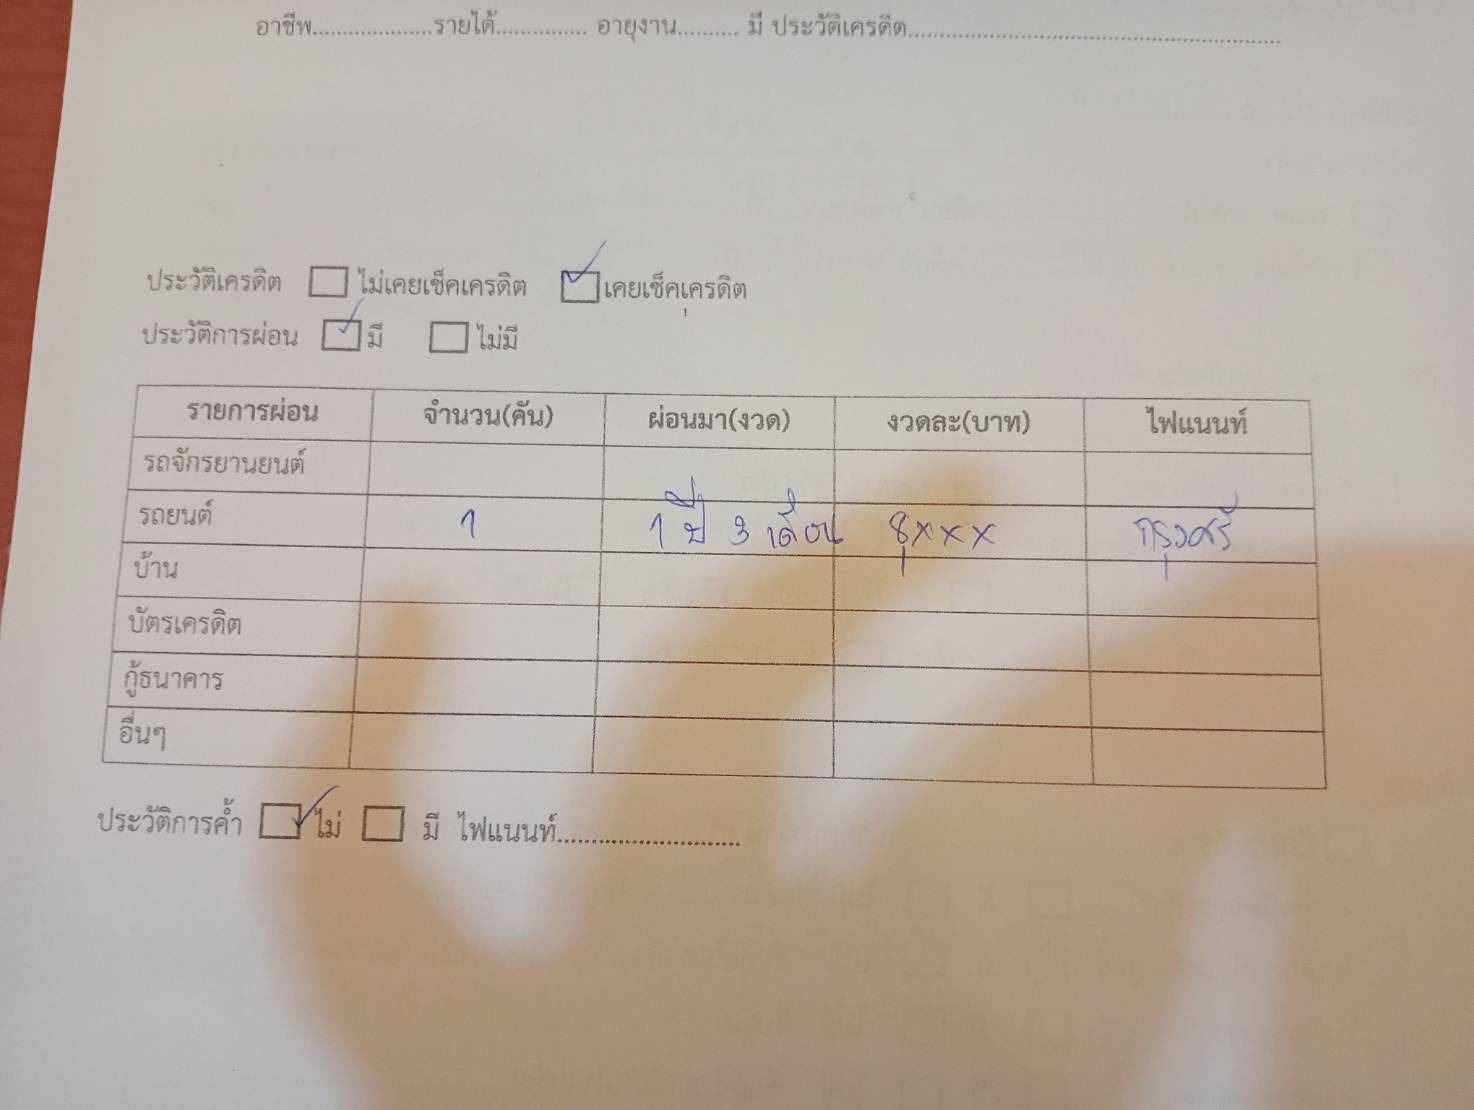 อาชีพ....................รายได้............... อายุงาน.......... มี ประวัติเครดิต..............................................................
ประวัติเครดิต ☐ ไม่เคยเช็คเครดิต ☑ เคยเช็คเครดิต
ประวัติการผ่อน ☑ มี ☐ ไม่มี
รายการผ่อน จำนวน(คัน) ผ่อนมา(งวด) งวดละ(บาท) ไฟแนนท์
รถจักรยานยนต์
รถยนต์ 1 1 ปี 3 เดือน xxx กรุงศรี
บ้าน
บัตรเครดิต
กู้ธนาคาร
อื่นๆ
ประวัติการค้ำ ☑ ไม่ ☐ มี ไฟแนนท์..........................